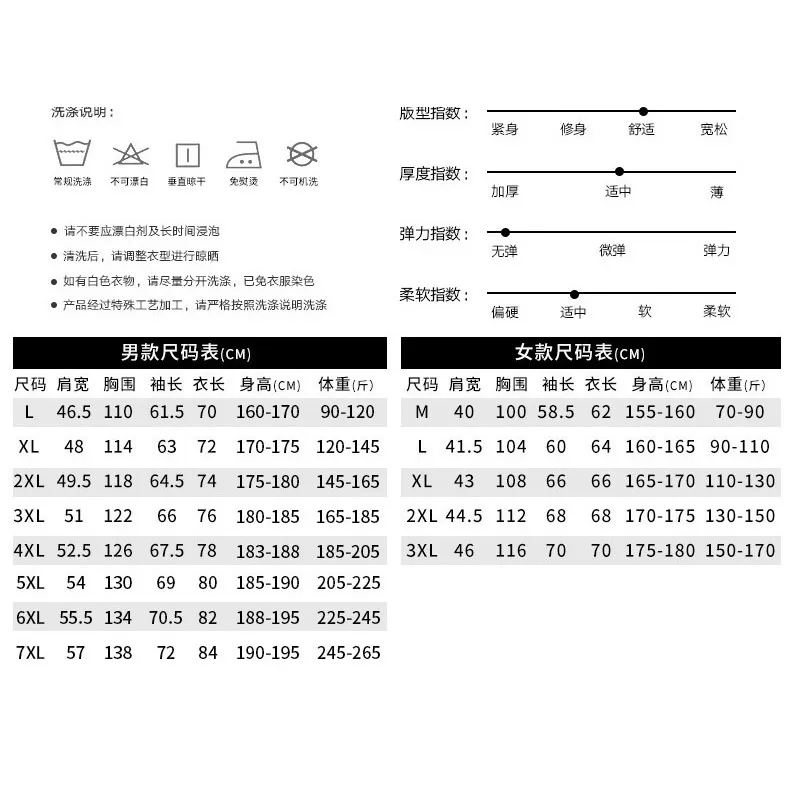 洗涤说明：
常规洗涤 不可漂白 垂直晾干 免熨烫 不可机洗
请不要应漂白剂及长时间浸泡
清洗后，请调整衣型进行晾晒
如有白色衣物，请尽量分开洗涤，已免衣服染色
产品经过特殊工艺加工，请严格按照洗涤说明洗涤
版型指数：
紧身 修身 舒适 宽松
厚度指数：
加厚 适中 薄
弹力指数：
无弹 微弹 弹力
柔软指数：
偏硬 适中 软 柔软
男款尺码表(CM)
尺码 肩宽 胸围 袖长 衣长 身高(CM) 体重(斤)
L 46.5 110 61.5 70 160-170 90-120
XL 48 114 63 72 170-175 120-145
2XL 49.5 118 64.5 74 175-180 145-165
3XL 51 122 66 76 180-185 165-185
4XL 52.5 126 67.5 78 183-188 185-205
5XL 54 130 69 80 185-190 205-225
6XL 55.5 134 70.5 82 188-195 225-245
7XL 57 138 72 84 190-195 245-265
女款尺码表(CM)
尺码 肩宽 胸围 袖长 衣长 身高(CM) 体重(斤)
M 40 100 58.5 62 155-160 70-90
L 41.5 104 60 64 160-165 90-110
XL 43 108 66 66 165-170 110-130
2XL 44.5 112 68 68 170-175 130-150
3XL 46 116 70 70 175-180 150-170